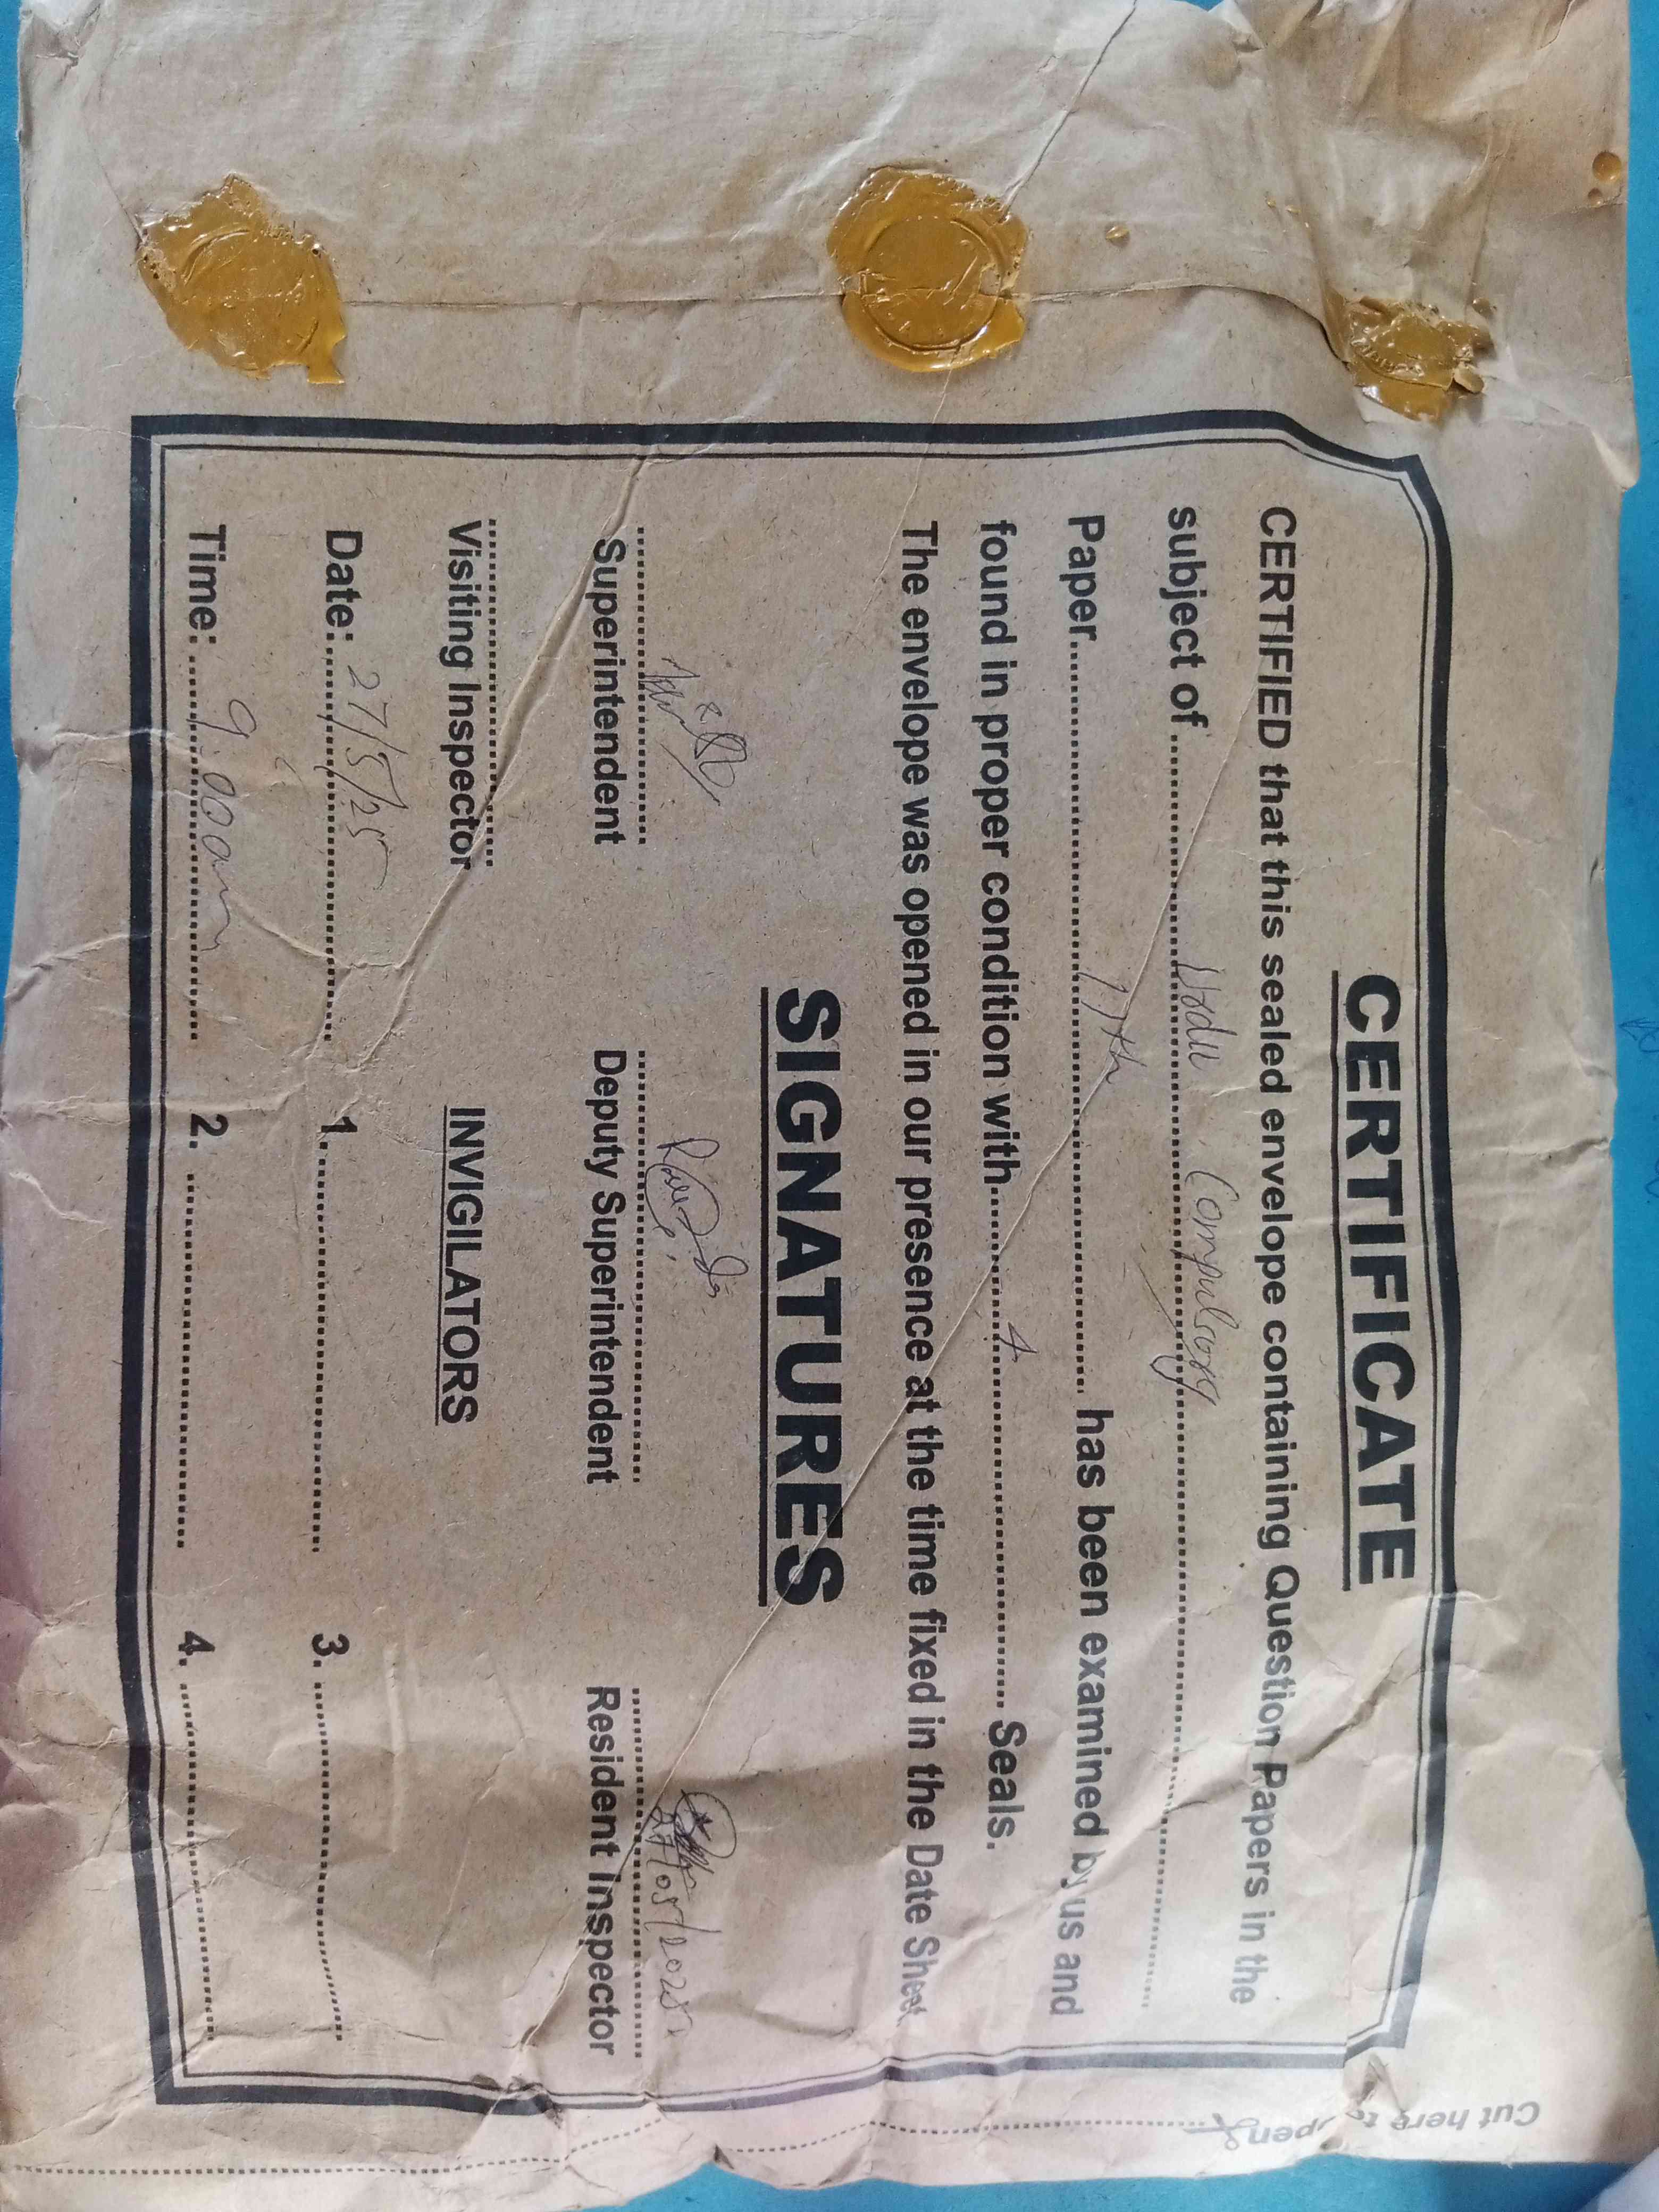 CERTIFICATE
CERTIFIED that this sealed envelope containing Question Papers in the
subject of Urdu Compulsory
Paper 11th has been examined by us and
found in proper condition with 4 Seals.
The envelope was opened in our presence at the time fixed in the Date Sheet
SIGNATURES
27/05/2025
Superintendent Deputy Superintendent Resident Inspector
Visiting Inspector INVIGILATORS
Date: 27/5/25 1. 3.
Time: 9:00am 2. 4.
Cut here to open